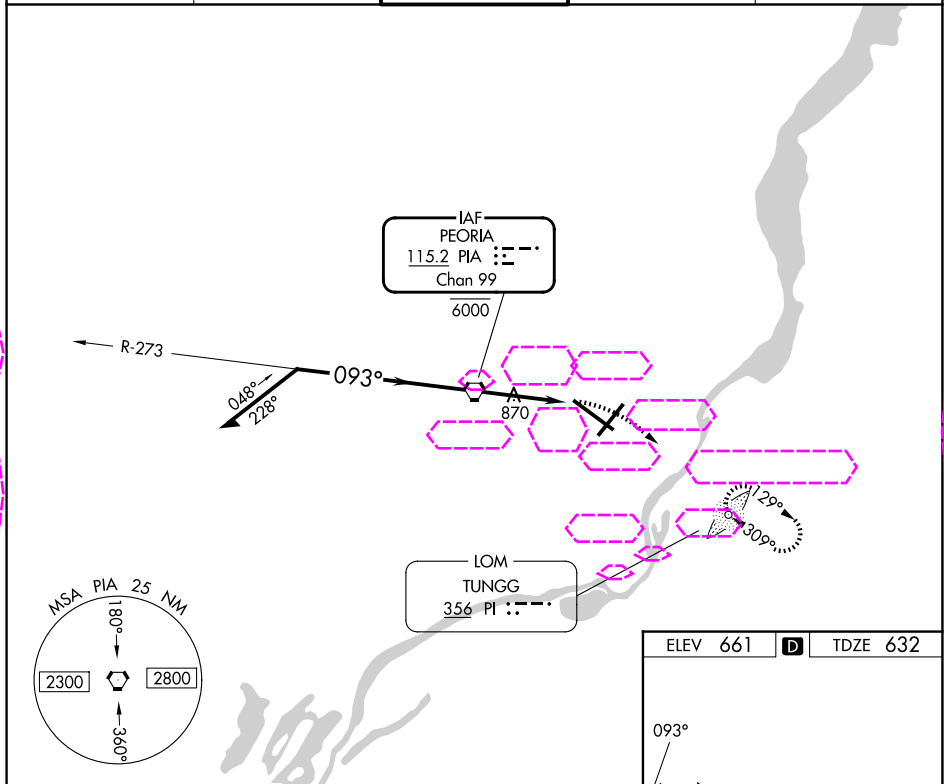 IAF
PEORIA
115.2 PIA
Chan 99
6000
R-273
093°
048°
228°
870
129°
309°
LOM
TUNGG
356 PI
MSA PIA 25 NM
180°
2300
2800
360°
ELEV 661 D TDZE 632
093°